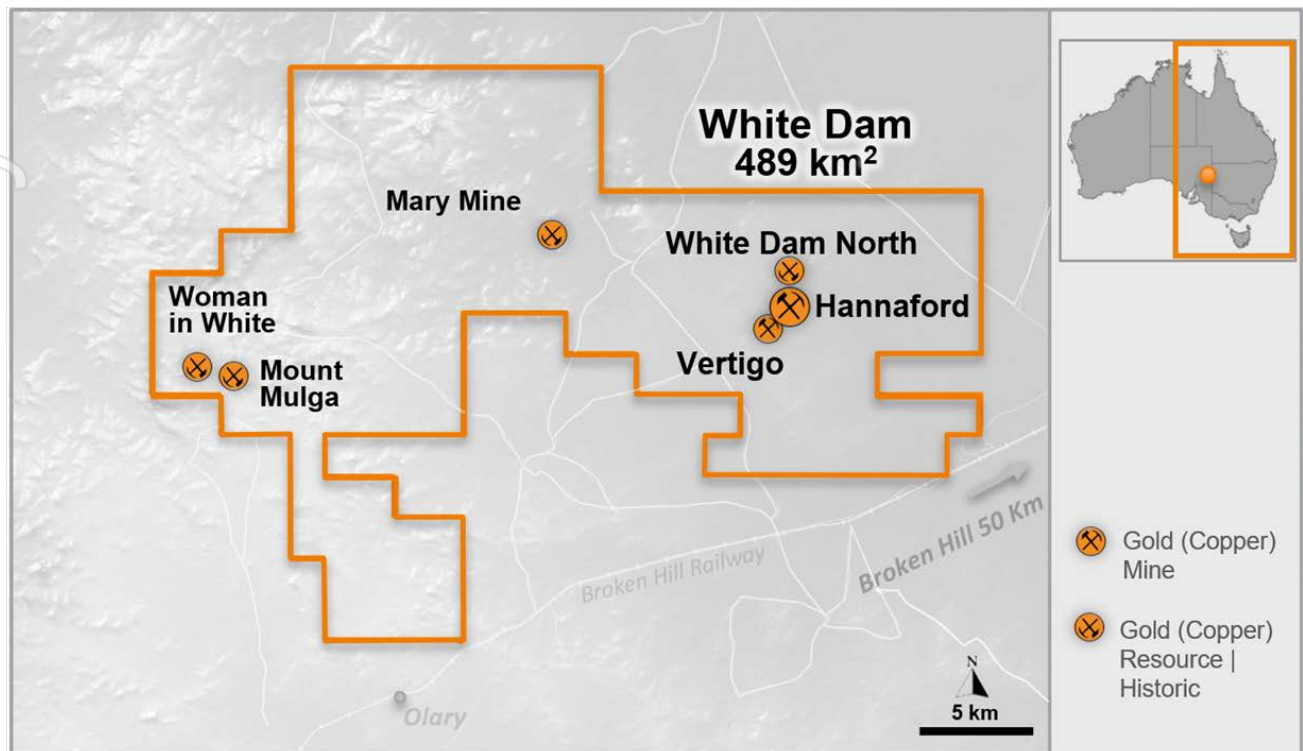 White Dam
489 km²
Mary Mine
White Dam North
Hannaford
Vertigo
Woman
in White
Mount
Mulga
Broken Hill 50 Km
Broken Hill Railway
Olary
N
5 km
Gold (Copper)
Mine
Gold (Copper)
Resource |
Historic